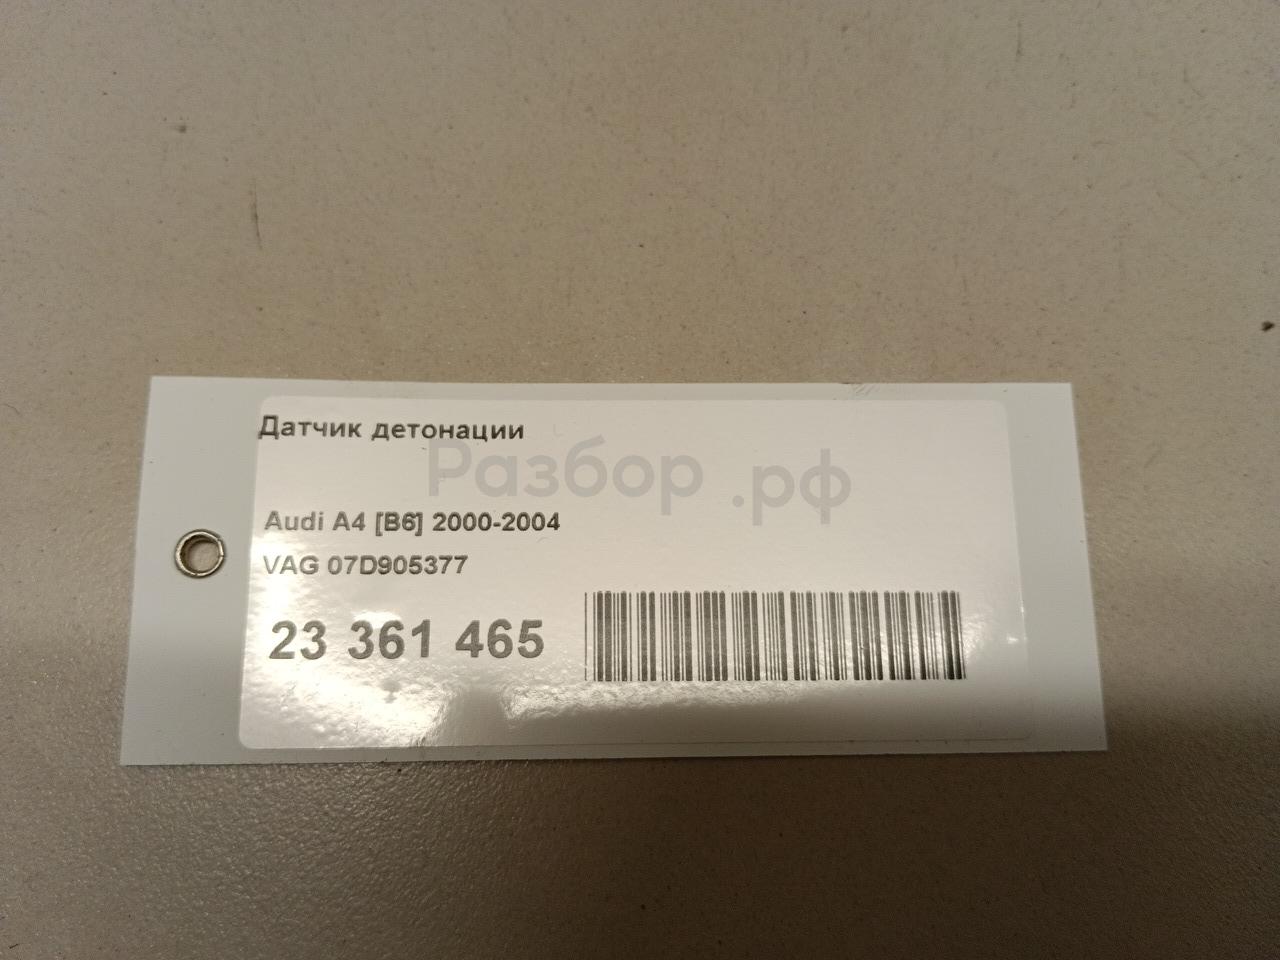 Датчик детонации
Разбор.рф
Audi A4 [B6] 2000-2004
VAG 07D905377
23 361 465